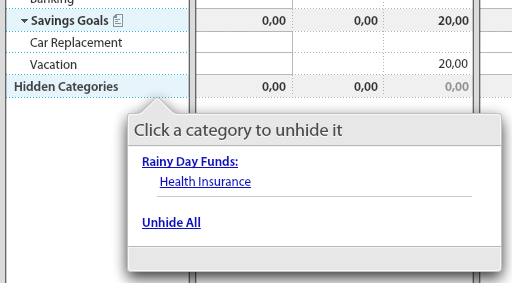 Banking
Savings Goals 0,00 0,00 20,00
Car Replacement
Vacation 20,00
Hidden Categories 0,00 0,00 0,00
Click a category to unhide it
Rainy Day Funds:
Health Insurance
Unhide All